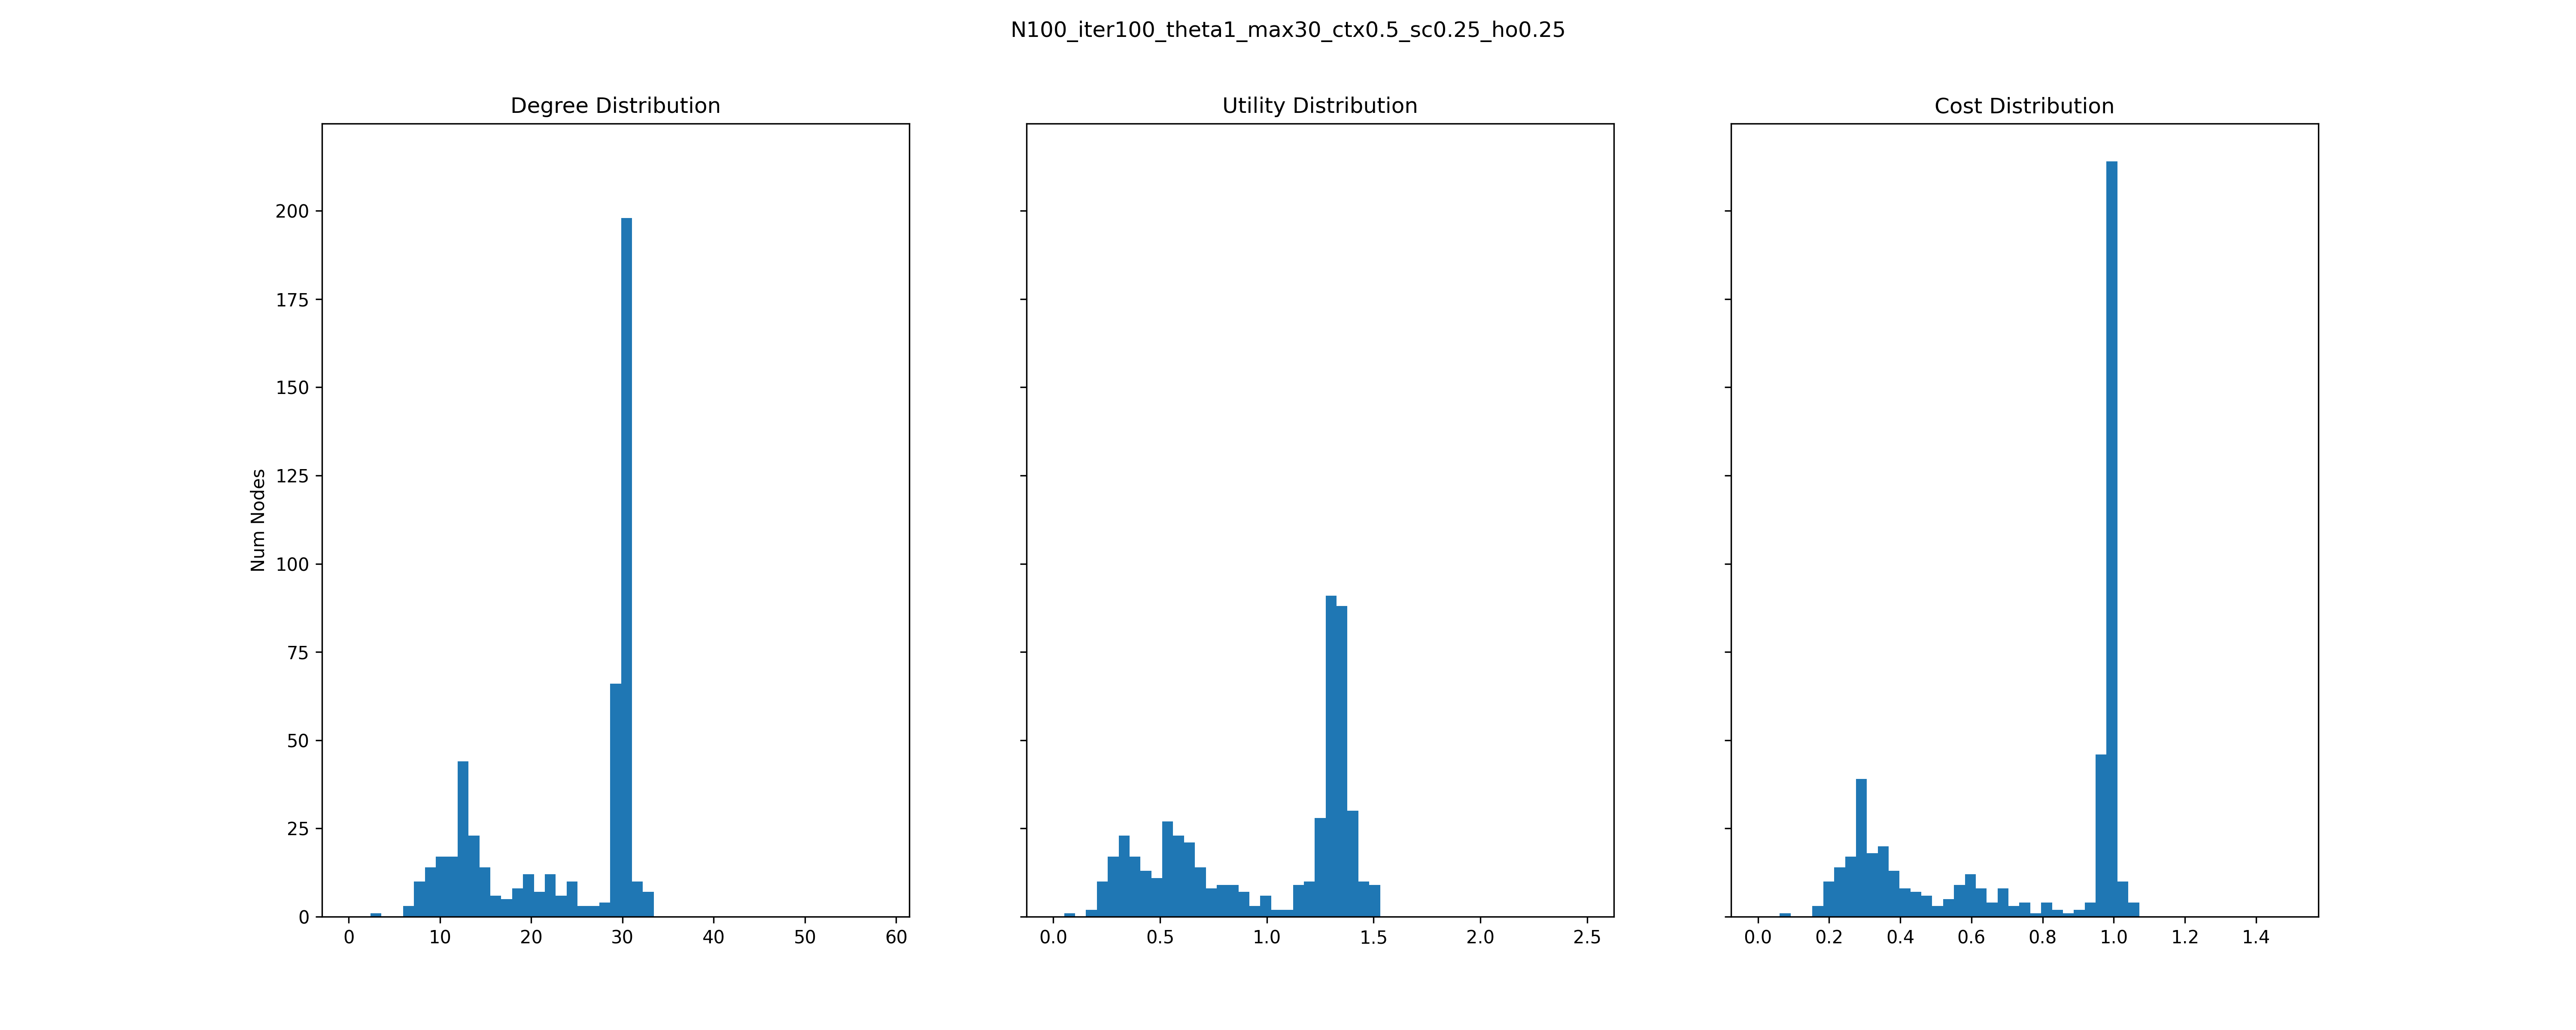 N100_iter100_theta1_max30_ctx0.5_sc0.25_ho0.25
Degree Distribution
Utility Distribution
Cost Distribution
Num Nodes
200
175
150
125
100
75
50
25
0
0 10 20 30 40 50 60
0.0 0.5 1.0 1.5 2.0 2.5
0.0 0.2 0.4 0.6 0.8 1.0 1.2 1.4